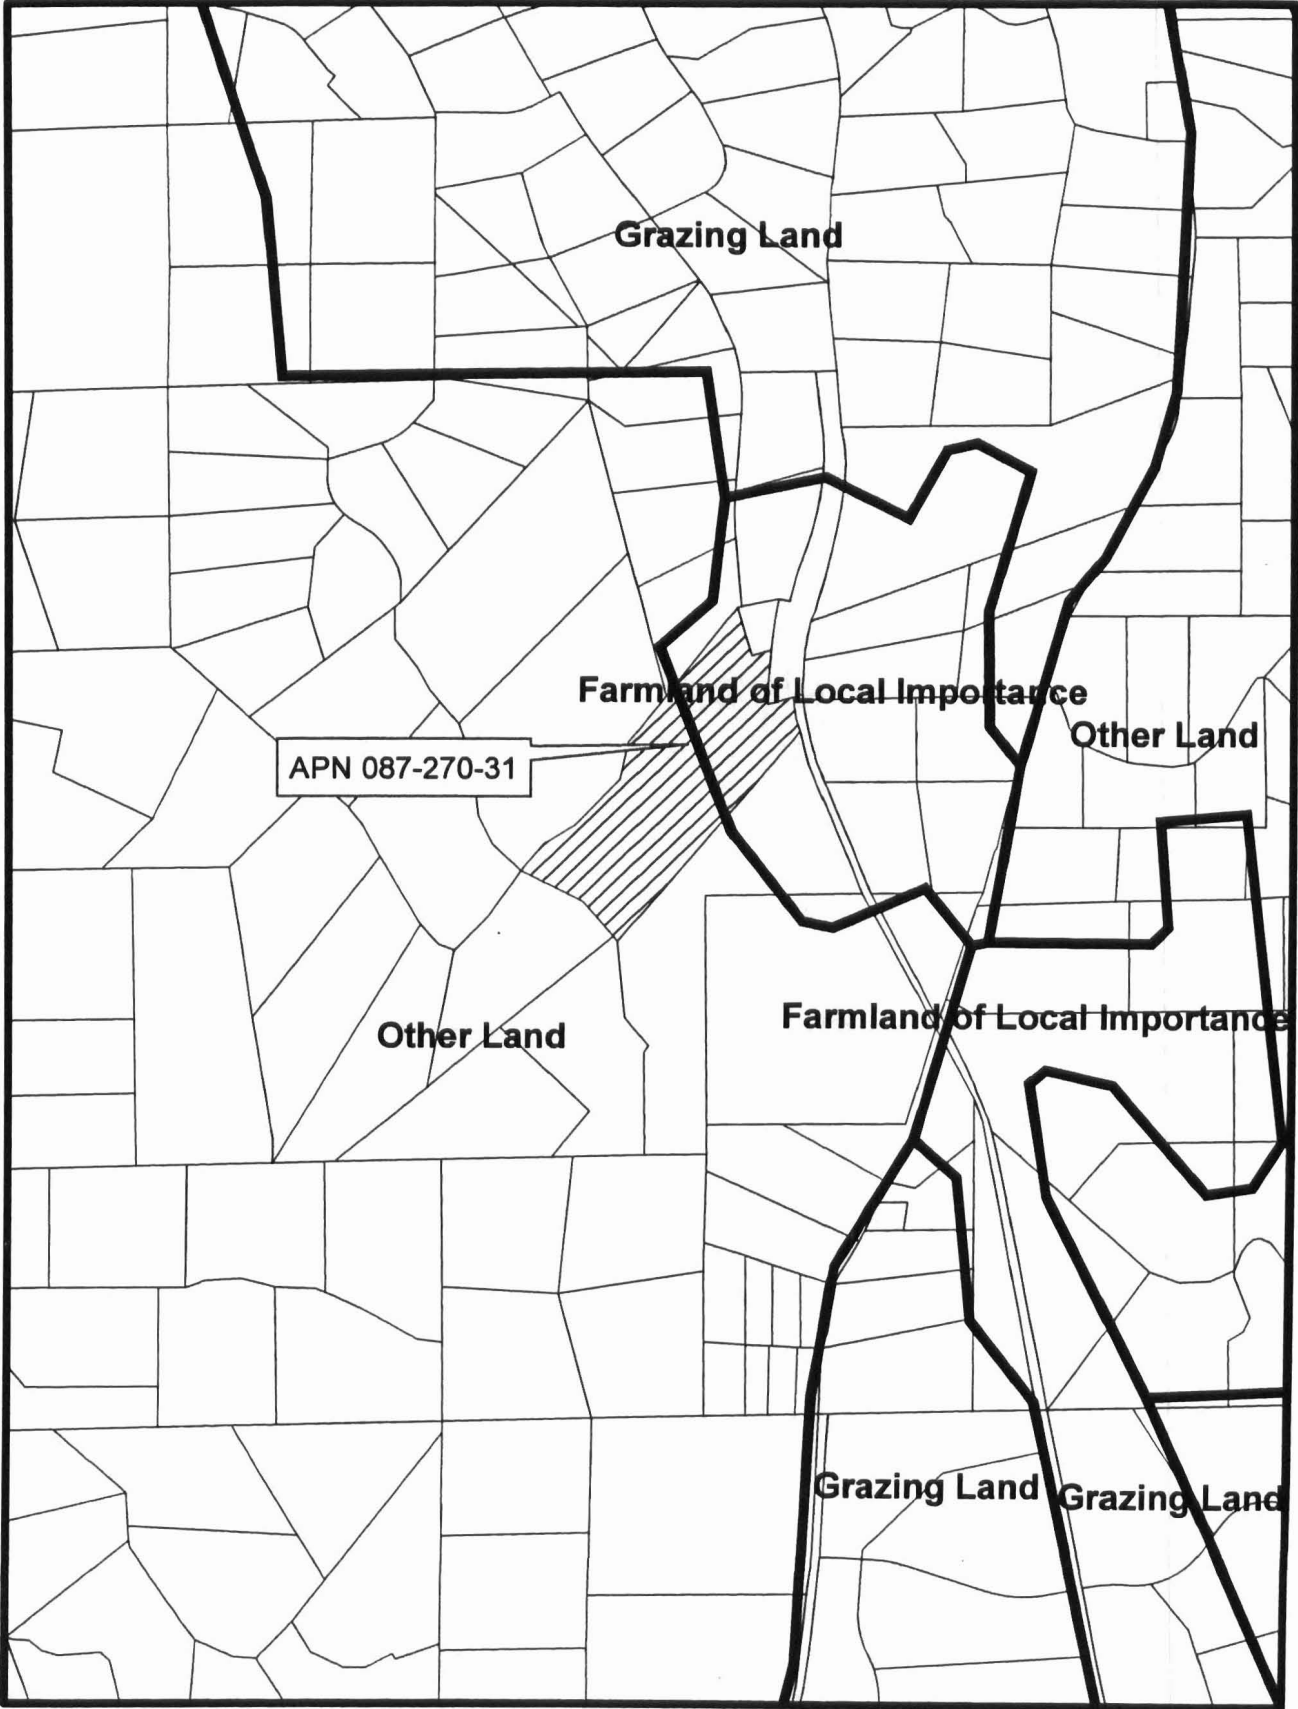 Grazing Land
Farmland of Local Importance
Other Land
APN 087-270-31
Farmland of Local Importance
Other Land
Grazing Land
Grazing Land